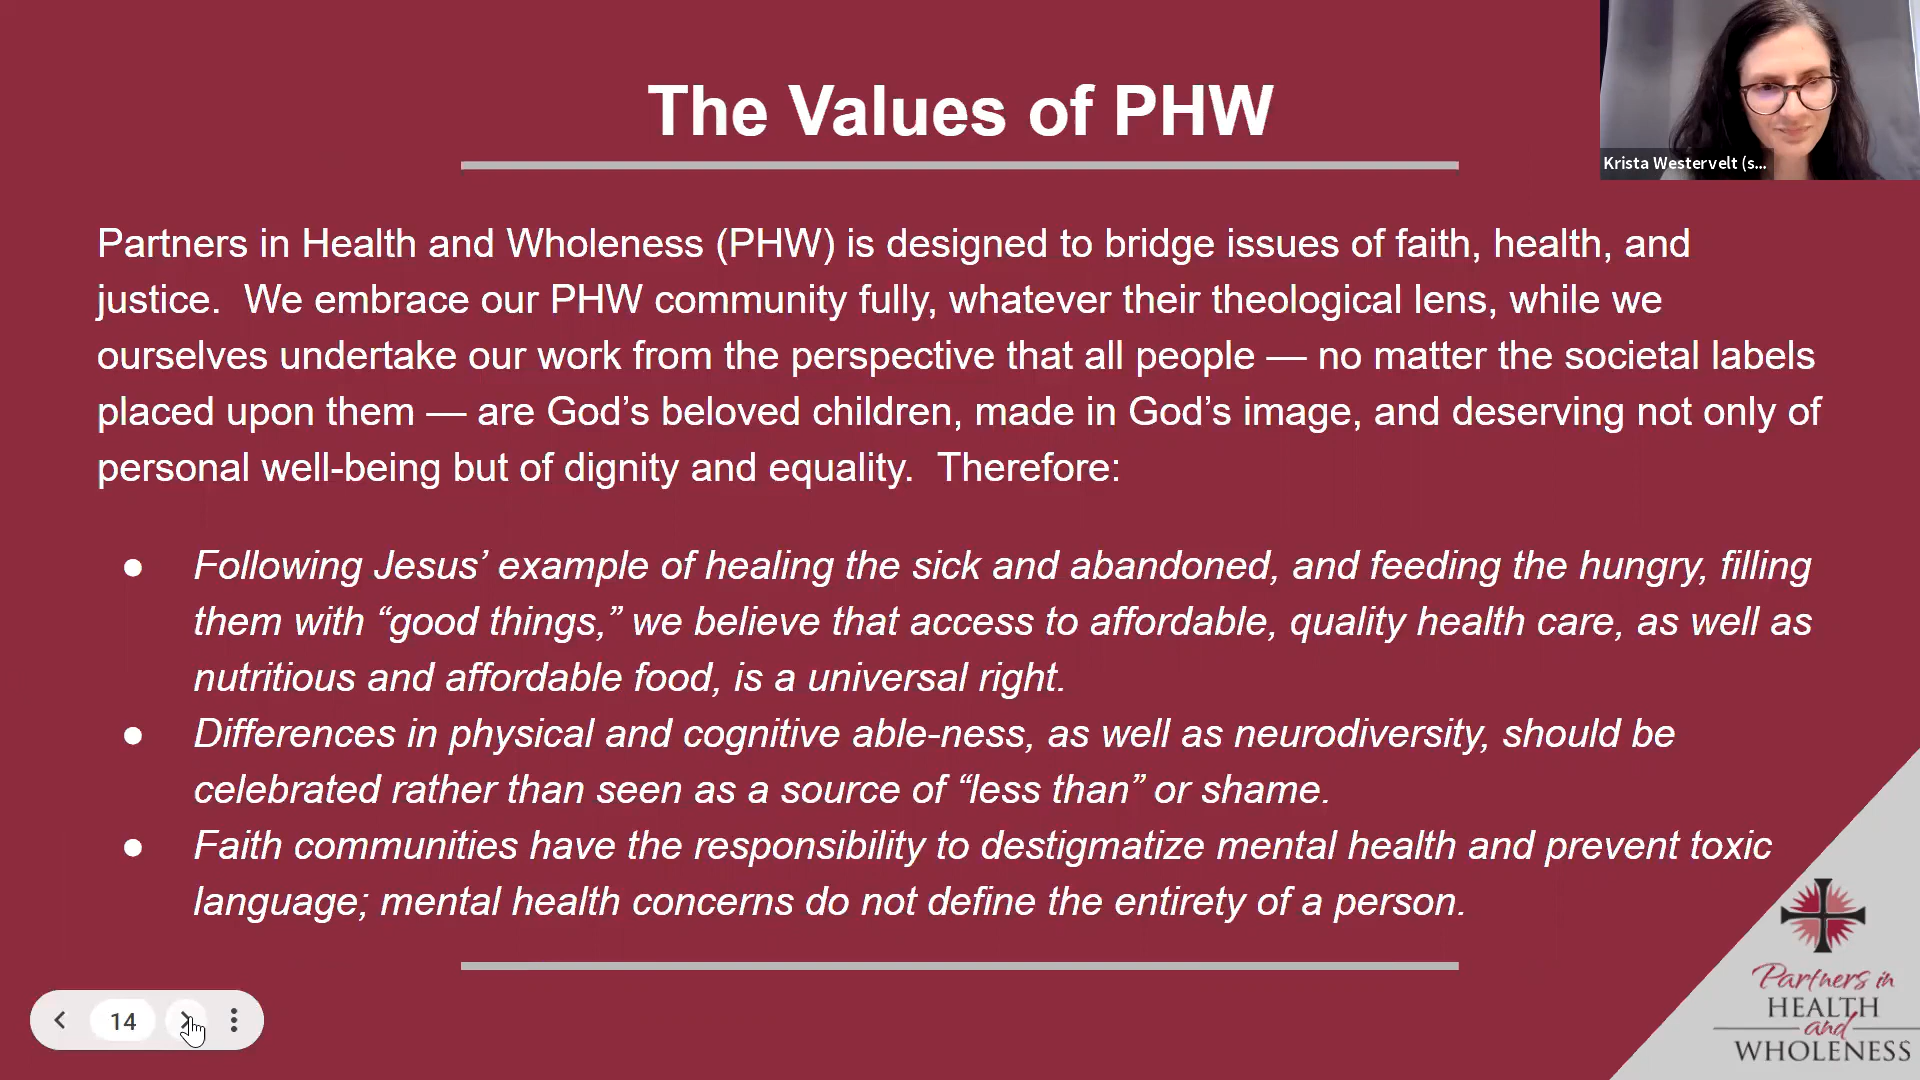 The Values of PHW
Krista Westervelt (s...
Partners in Health and Wholeness (PHW) is designed to bridge issues of faith, health, and
justice.  We embrace our PHW community fully, whatever their theological lens, while we
ourselves undertake our work from the perspective that all people — no matter the societal labels
placed upon them — are God’s beloved children, made in God’s image, and deserving not only of
personal well-being but of dignity and equality.  Therefore:
● Following Jesus’ example of healing the sick and abandoned, and feeding the hungry, filling
them with “good things,” we believe that access to affordable, quality health care, as well as
nutritious and affordable food, is a universal right.
● Differences in physical and cognitive able-ness, as well as neurodiversity, should be
celebrated rather than seen as a source of “less than” or shame.
● Faith communities have the responsibility to destigmatize mental health and prevent toxic
language; mental health concerns do not define the entirety of a person.
14
Partners in
HEALTH
and
WHOLENESS